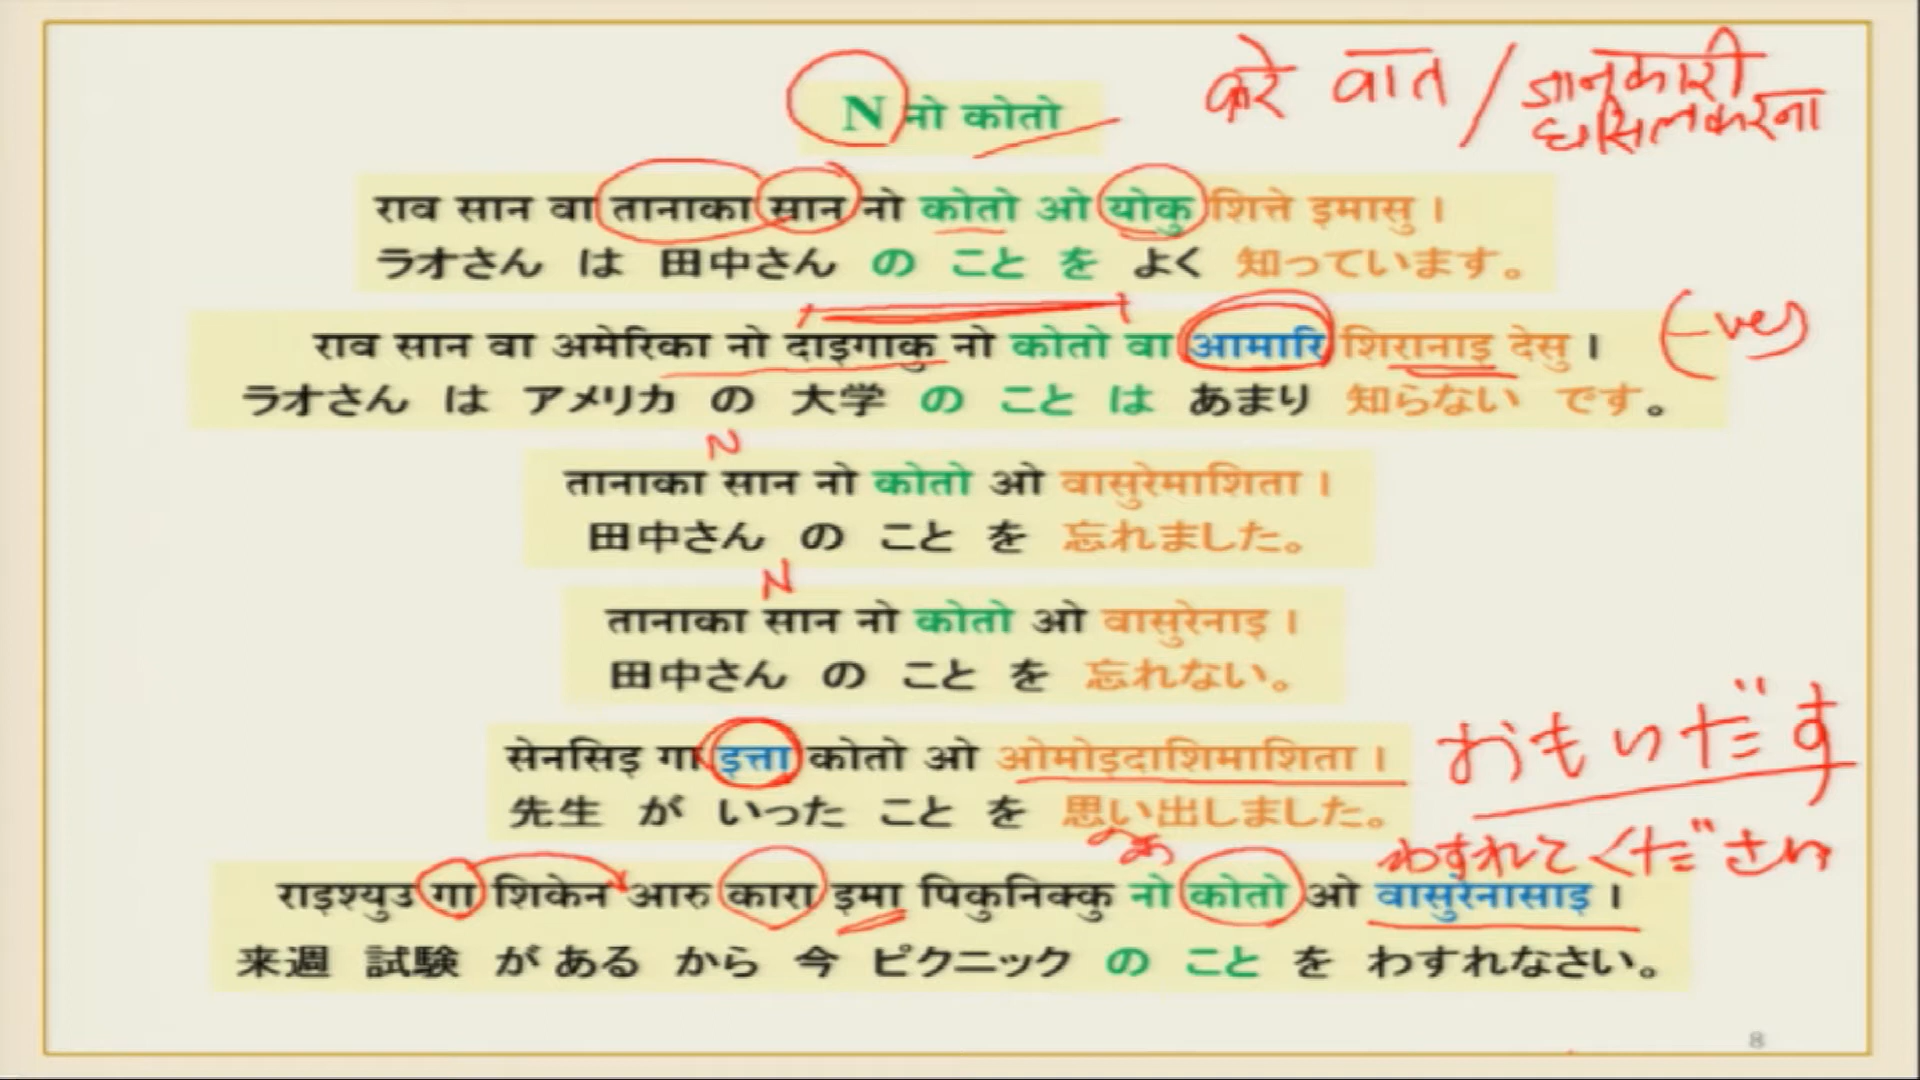 N नो कोतो
बारे बात / जानकारी
हासिल करना
राव सान वा तानाका सान नो कोतो ओ योकु शित्ते इमासु ।
ラオさん は 田中さん の こと を よく 知っています。
राव सान वा अमेरिका नो दाइगाकु नो कोतो वा आमारि शिरानाइ देसु ।
(-ve)
ラオさん は アメリカ の 大学 の こと は あまり 知らない です。
N
तानाका सान नो कोतो ओ वासुरेमाशिता ।
田中さん の こと を 忘れました。
N
तानाका सान नो कोतो ओ वासुरेनाइ ।
田中さん の こと を 忘れない。
सेनसिइ गा इत्ता कोतो ओ ओमोइदाशिमाशिता ।
おもいだす
先生 が いった こと を 思い出しました。
わすれてください
राइश्युउ गा शिकेन आरु कारा इमा पिकुनिक्कु नो कोतो ओ वासुरेनासाइ ।
来週 試験 が ある から 今 ピクニック の こと を わすれなさい。
8